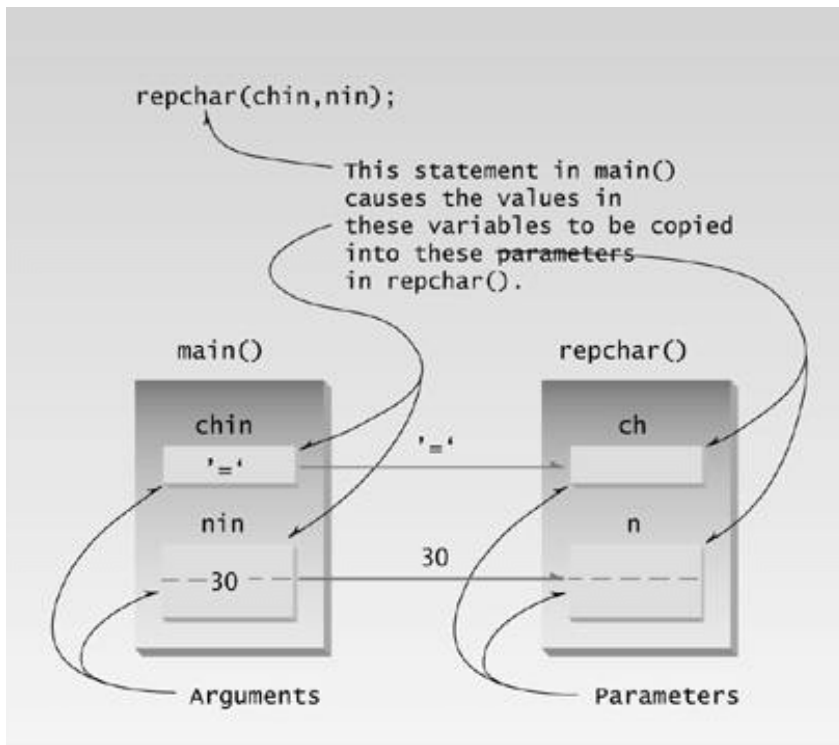 repchar(chin,nin);
This statement in main()
causes the values in
these variables to be copied
into these parameters
in repchar().
main()
repchar()
chin
ch
'='
’=‘
nin
n
30
30
Arguments
Parameters